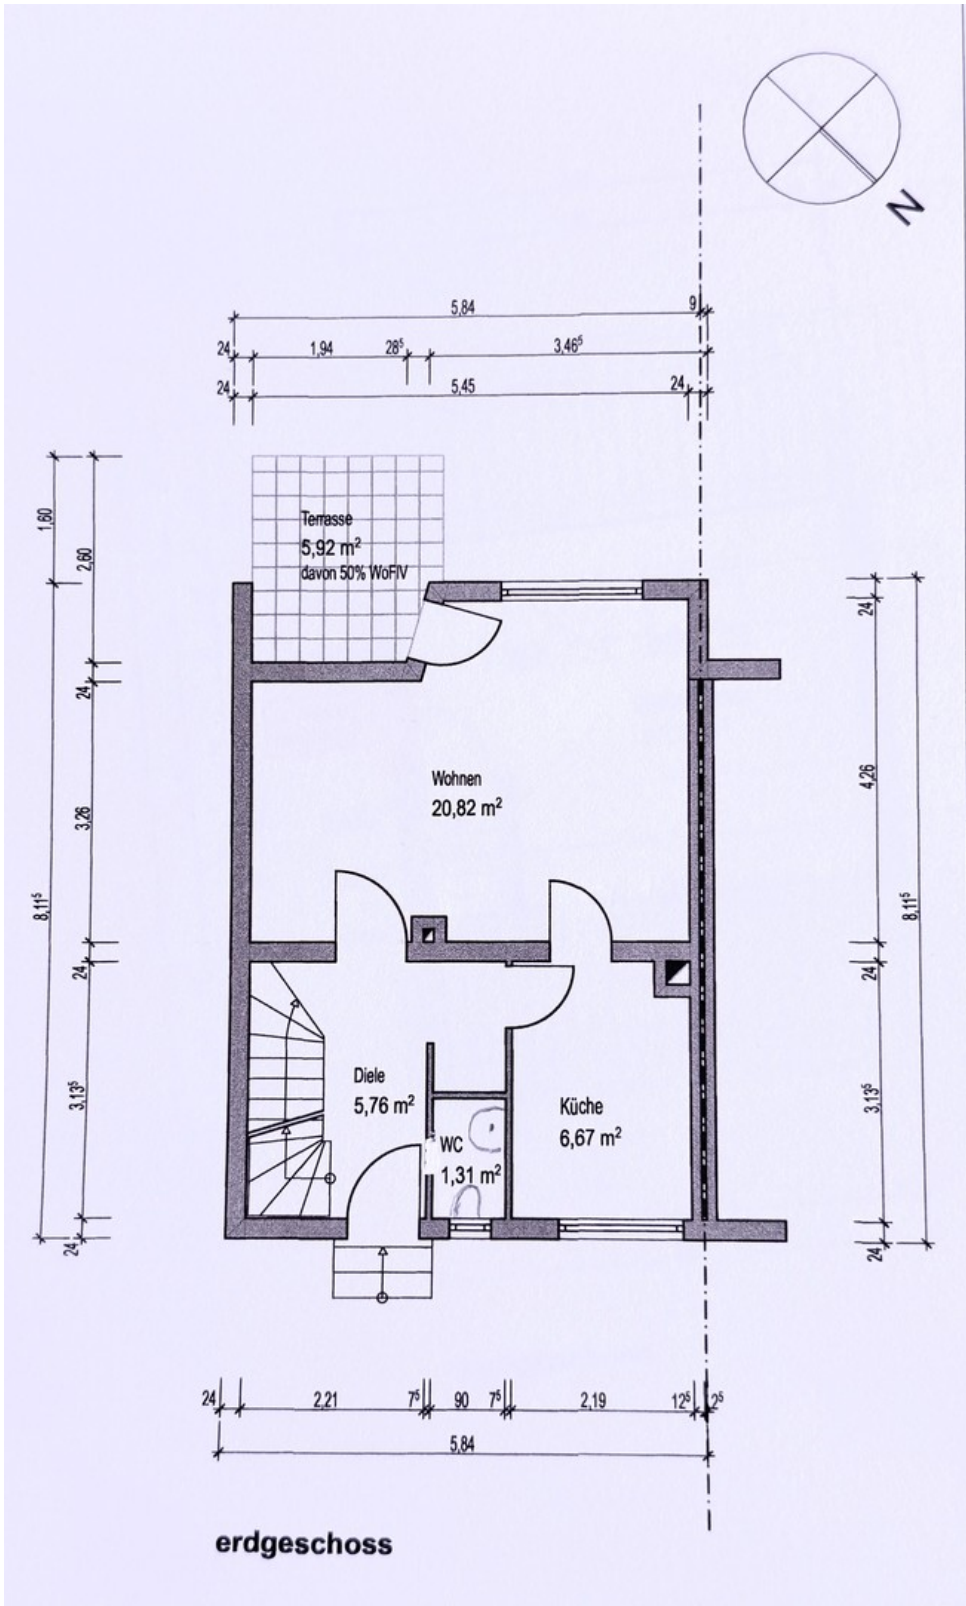 N
5,84
9
24
1,94
28⁵
3,46⁵
24
5,45
24
1,60
2,60
Terrasse
5,92 m²
davon 50% WoFlV
24
24
Wohnen
20,82 m²
3,26
4,26
8,11⁵
8,11⁵
24
24
Diele
5,76 m²
3,13⁵
3,13⁵
Küche
6,67 m²
WC
1,31 m²
24
24
24
2,21
7⁵
90
7⁵
2,19
12⁵
2⁵
5,84
erdgeschoss